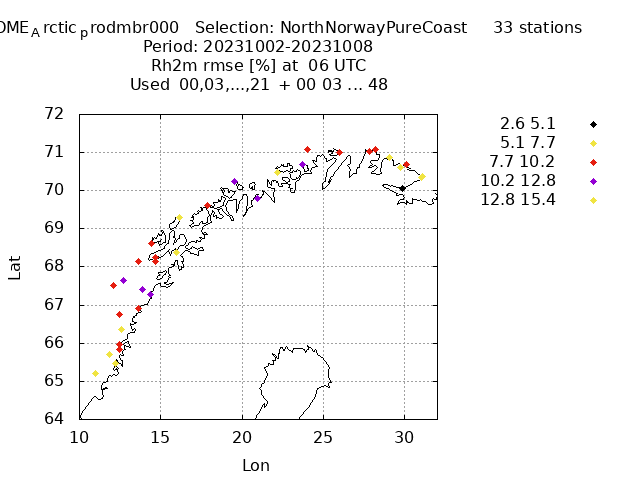 OME A rctic p rodmbr000 Selection: NorthNorwayPureCoast 33 stations
Period: 20231002-20231008
Rh2m rmse [%] at 06 UTC
Used 00,03,...,21 + 00 03 ... 48
72
71
70
69
68
67
66
65
64
10 15 20 25 30
Lat
Lon
2.6 5.1
5.1 7.7
7.7 10.2
10.2 12.8
12.8 15.4